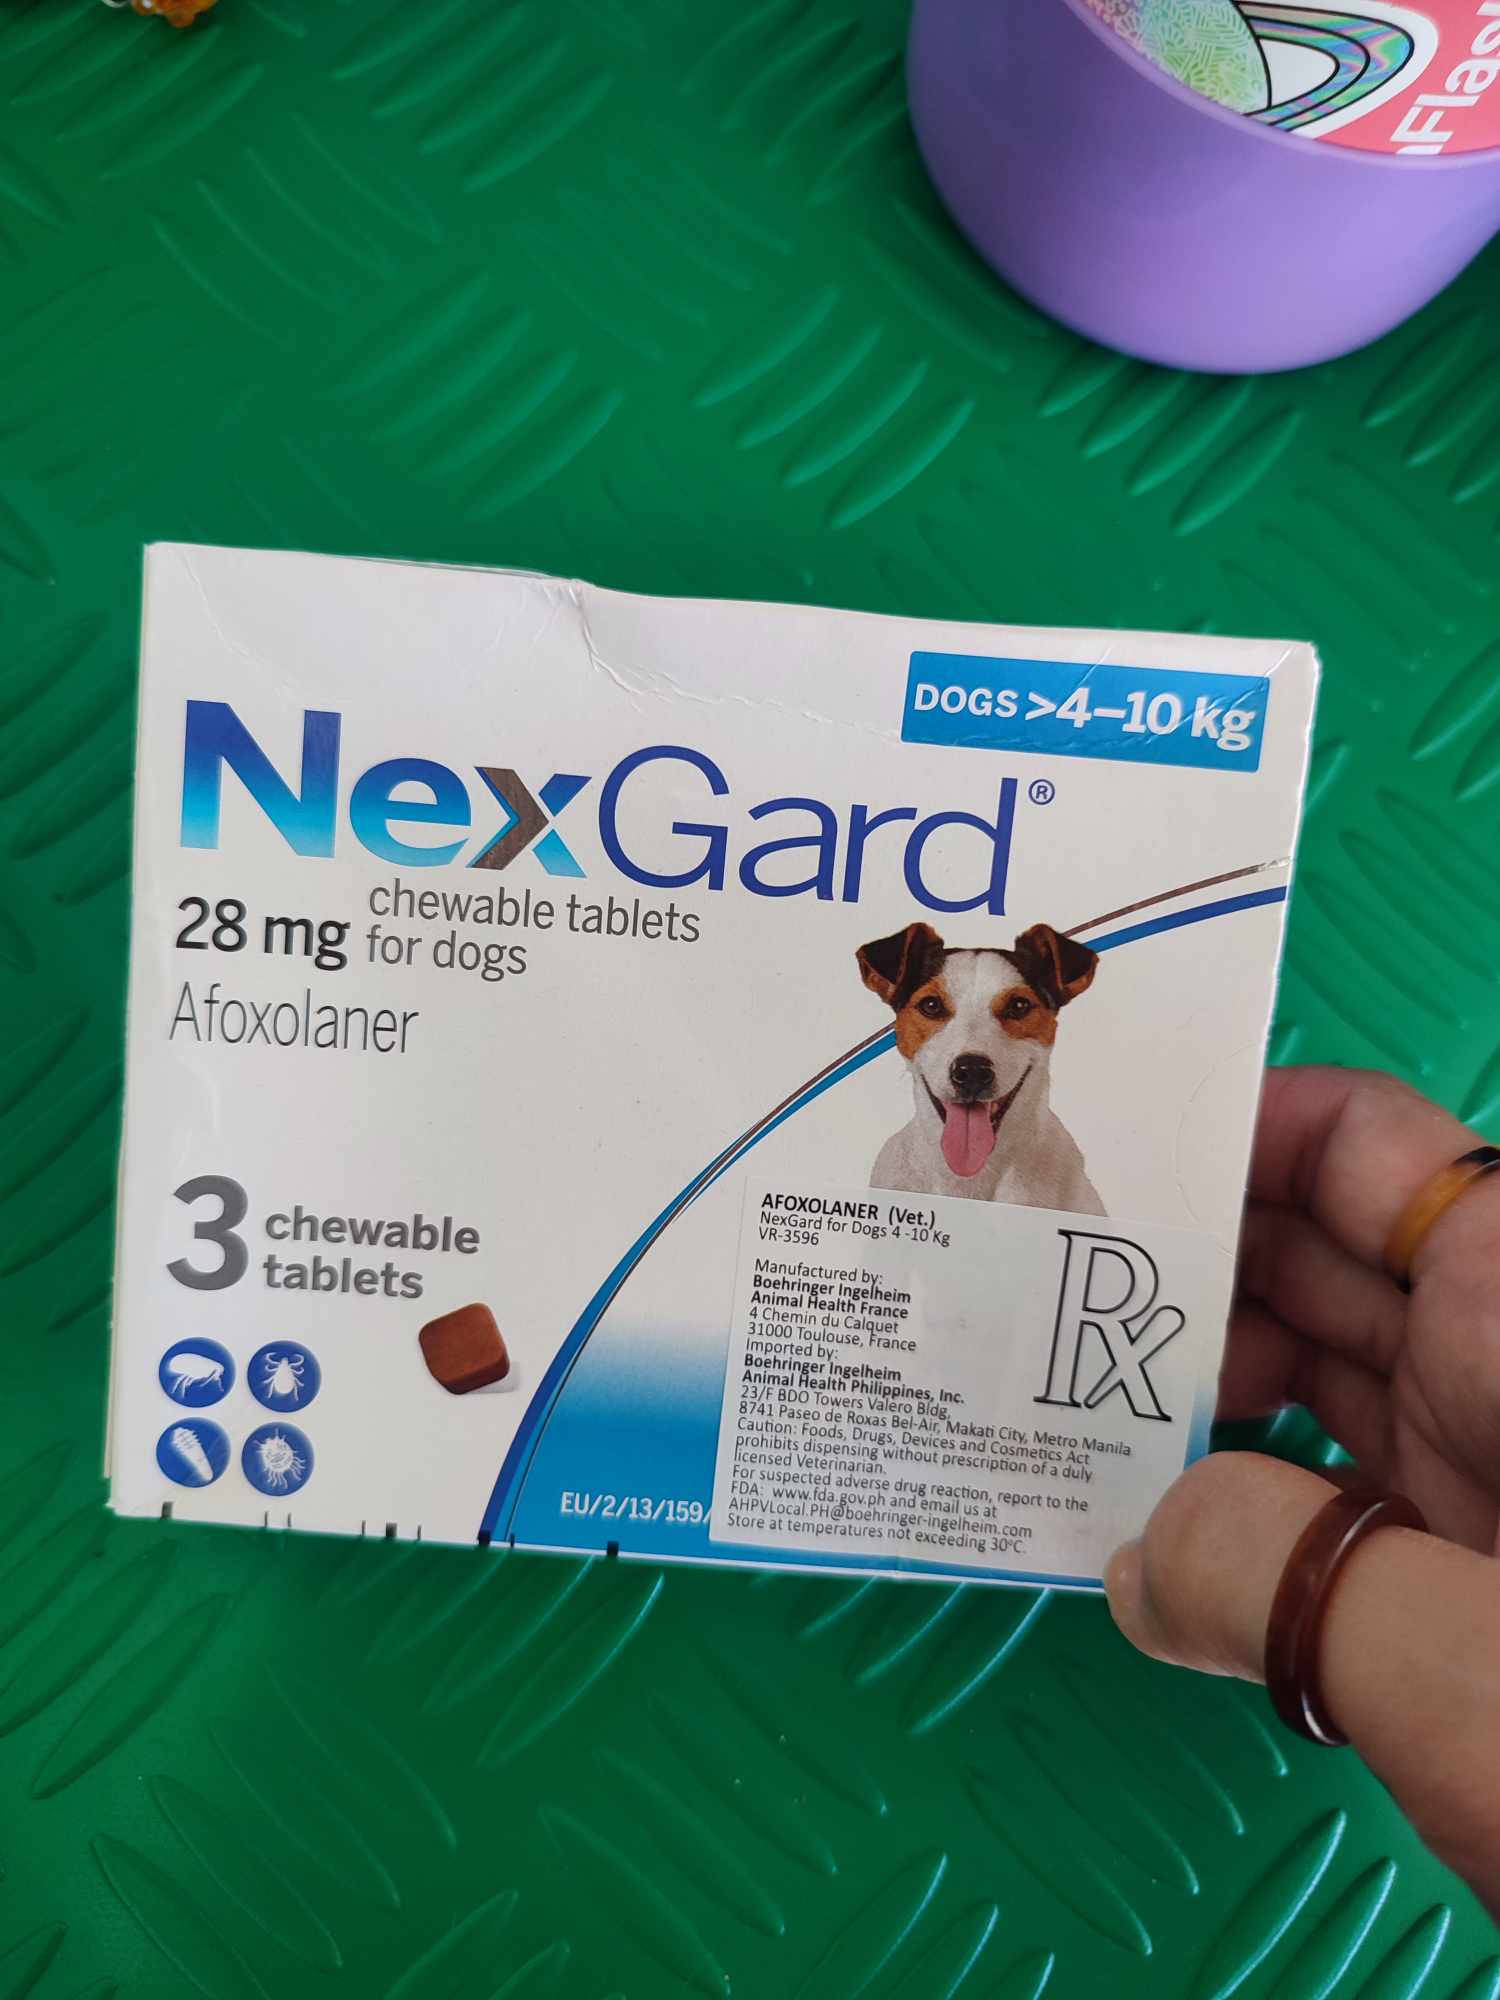 Flas
DOGS >4–10 kg
NexGard®
28 mg chewable tablets
for dogs
Afoxolaner
3 chewable
tablets
AFOXOLANER (Vet.)
NexGard for Dogs 4 -10 Kg
VR-3596
Rx
Manufactured by:
Boehringer Ingelheim
Animal Health France
4 Chemin du Calquet
31000 Toulouse, France
Imported by:
Boehringer Ingelheim
Animal Health Philippines, Inc.
23/F BDO Towers Valero Bldg,
8741 Paseo de Roxas Bel-Air, Makati City, Metro Manila
Caution: Foods, Drugs, Devices and Cosmetics Act
prohibits dispensing without prescription of a duly
licensed Veterinarian.
For suspected adverse drug reaction, report to the
FDA: www.fda.gov.ph and email us at
AHPVLocal.PH@boehringer-ingelheim.com
Store at temperatures not exceeding 30°C.
EU/2/13/159/